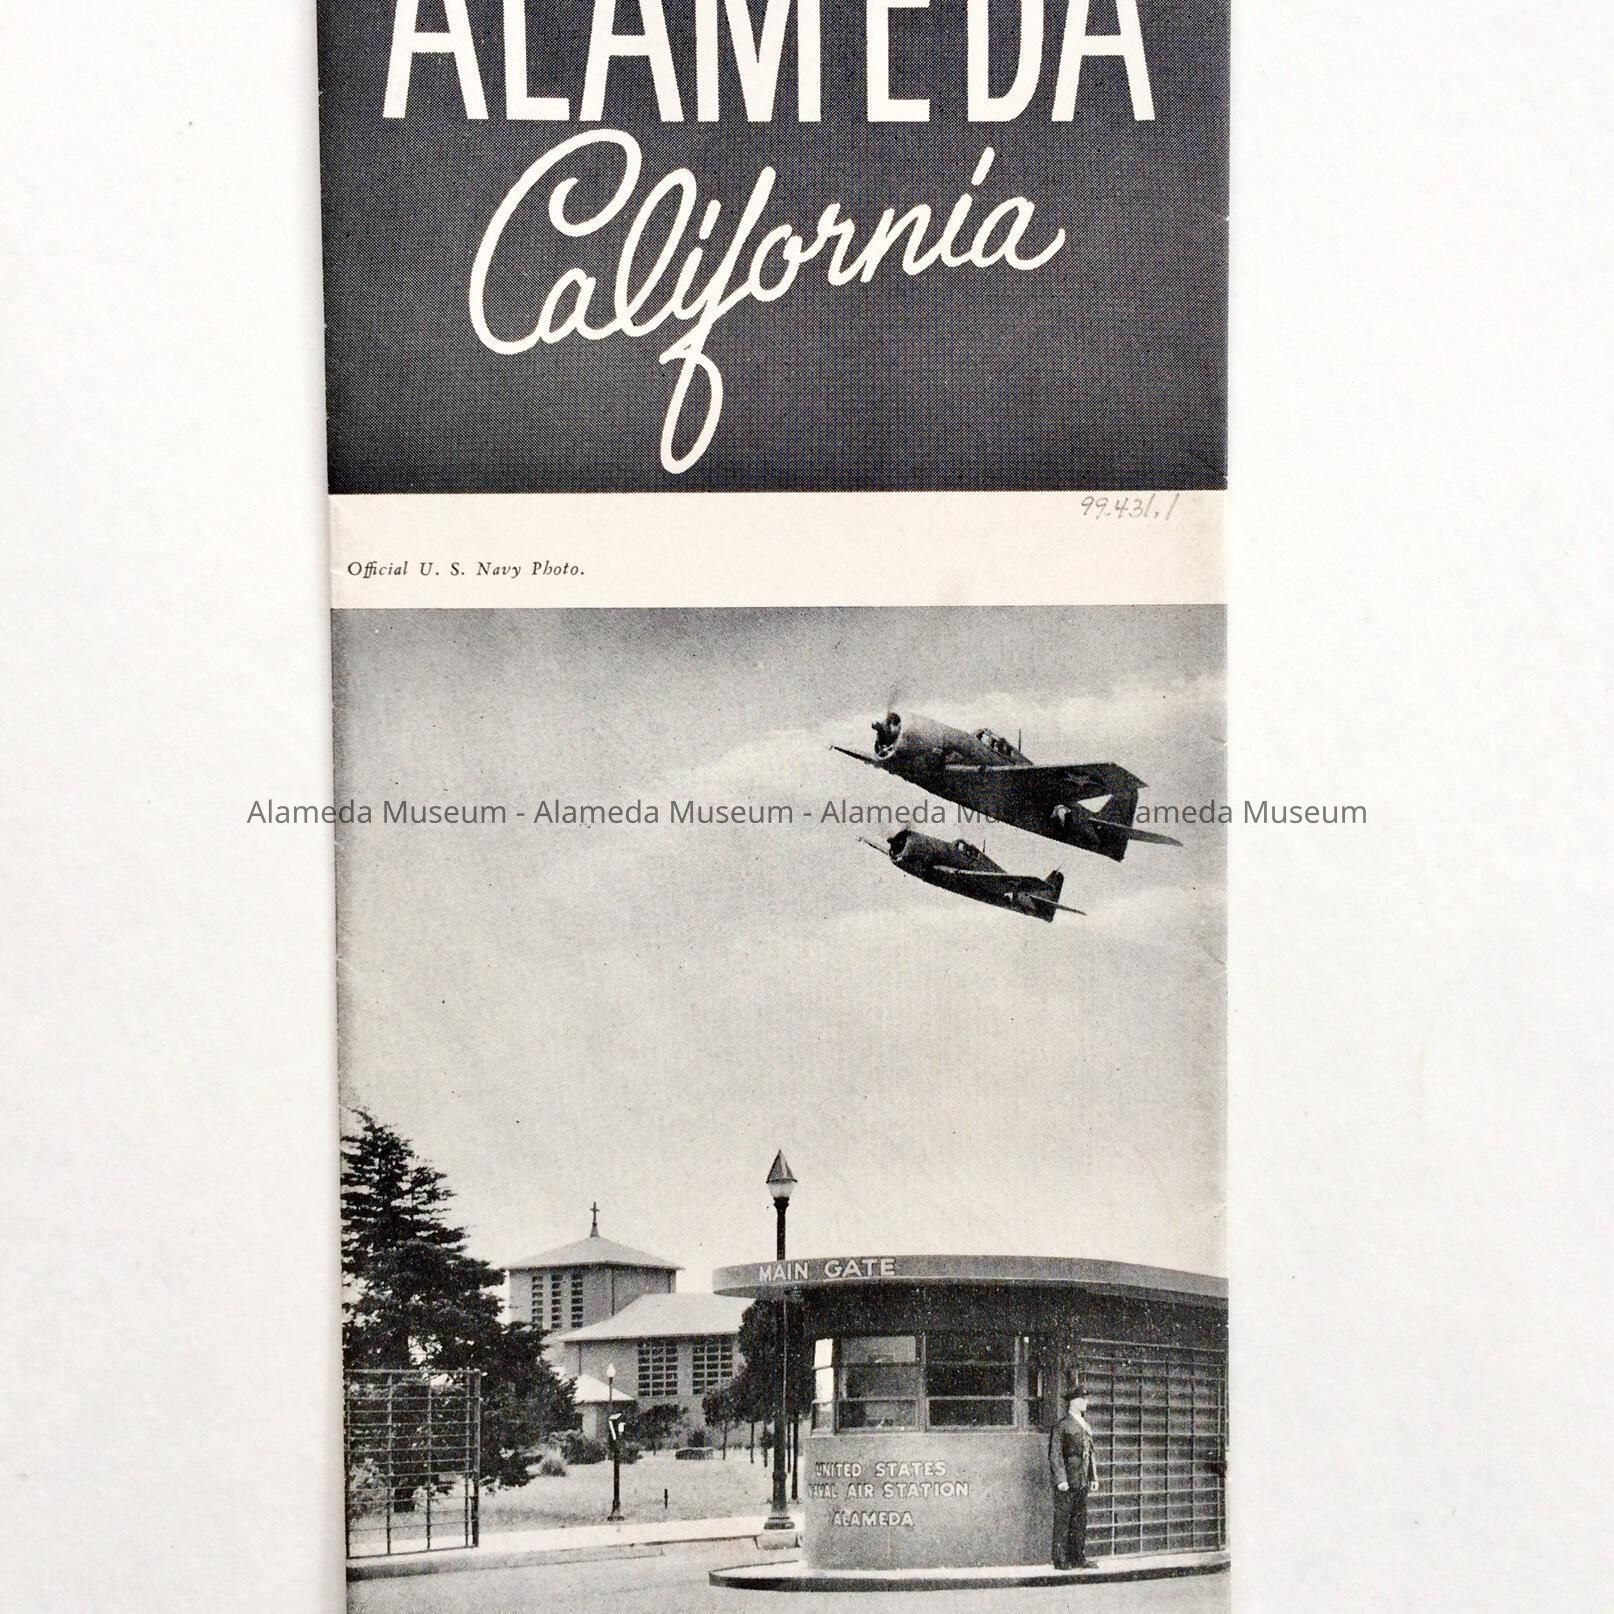 ALAMEDA
California
99.431.1
Official U. S. Navy Photo.
Alameda Museum - Alameda Museum - Alameda Museum - Alameda Museum
MAIN GATE
UNITED STATES
NAVAL AIR STATION
ALAMEDA